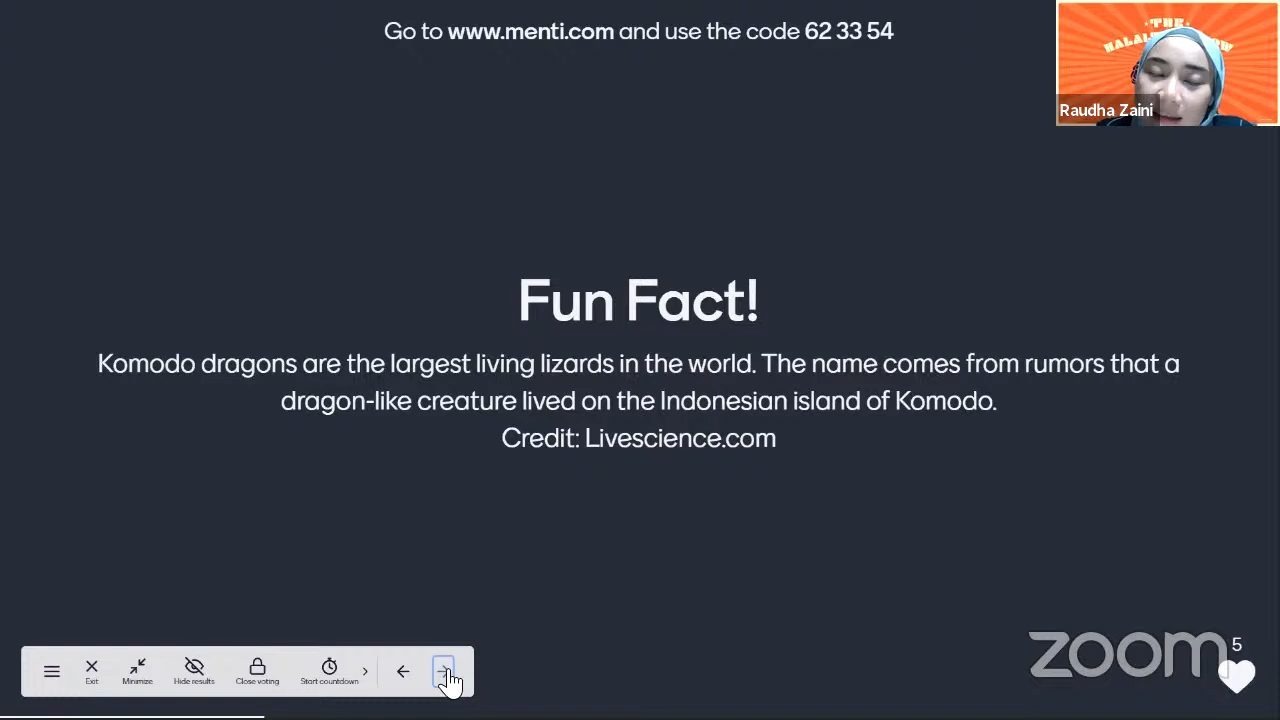 Go to www.menti.com and use the code 62 33 54
THE
Raudha Zaini
Fun Fact!
Komodo dragons are the largest living lizards in the world. The name comes from rumors that a
dragon-like creature lived on the Indonesian island of Komodo.
Credit: Livescience.com
zoom
5
Exit
Minimize
Hide results
Close voting
Start countdown